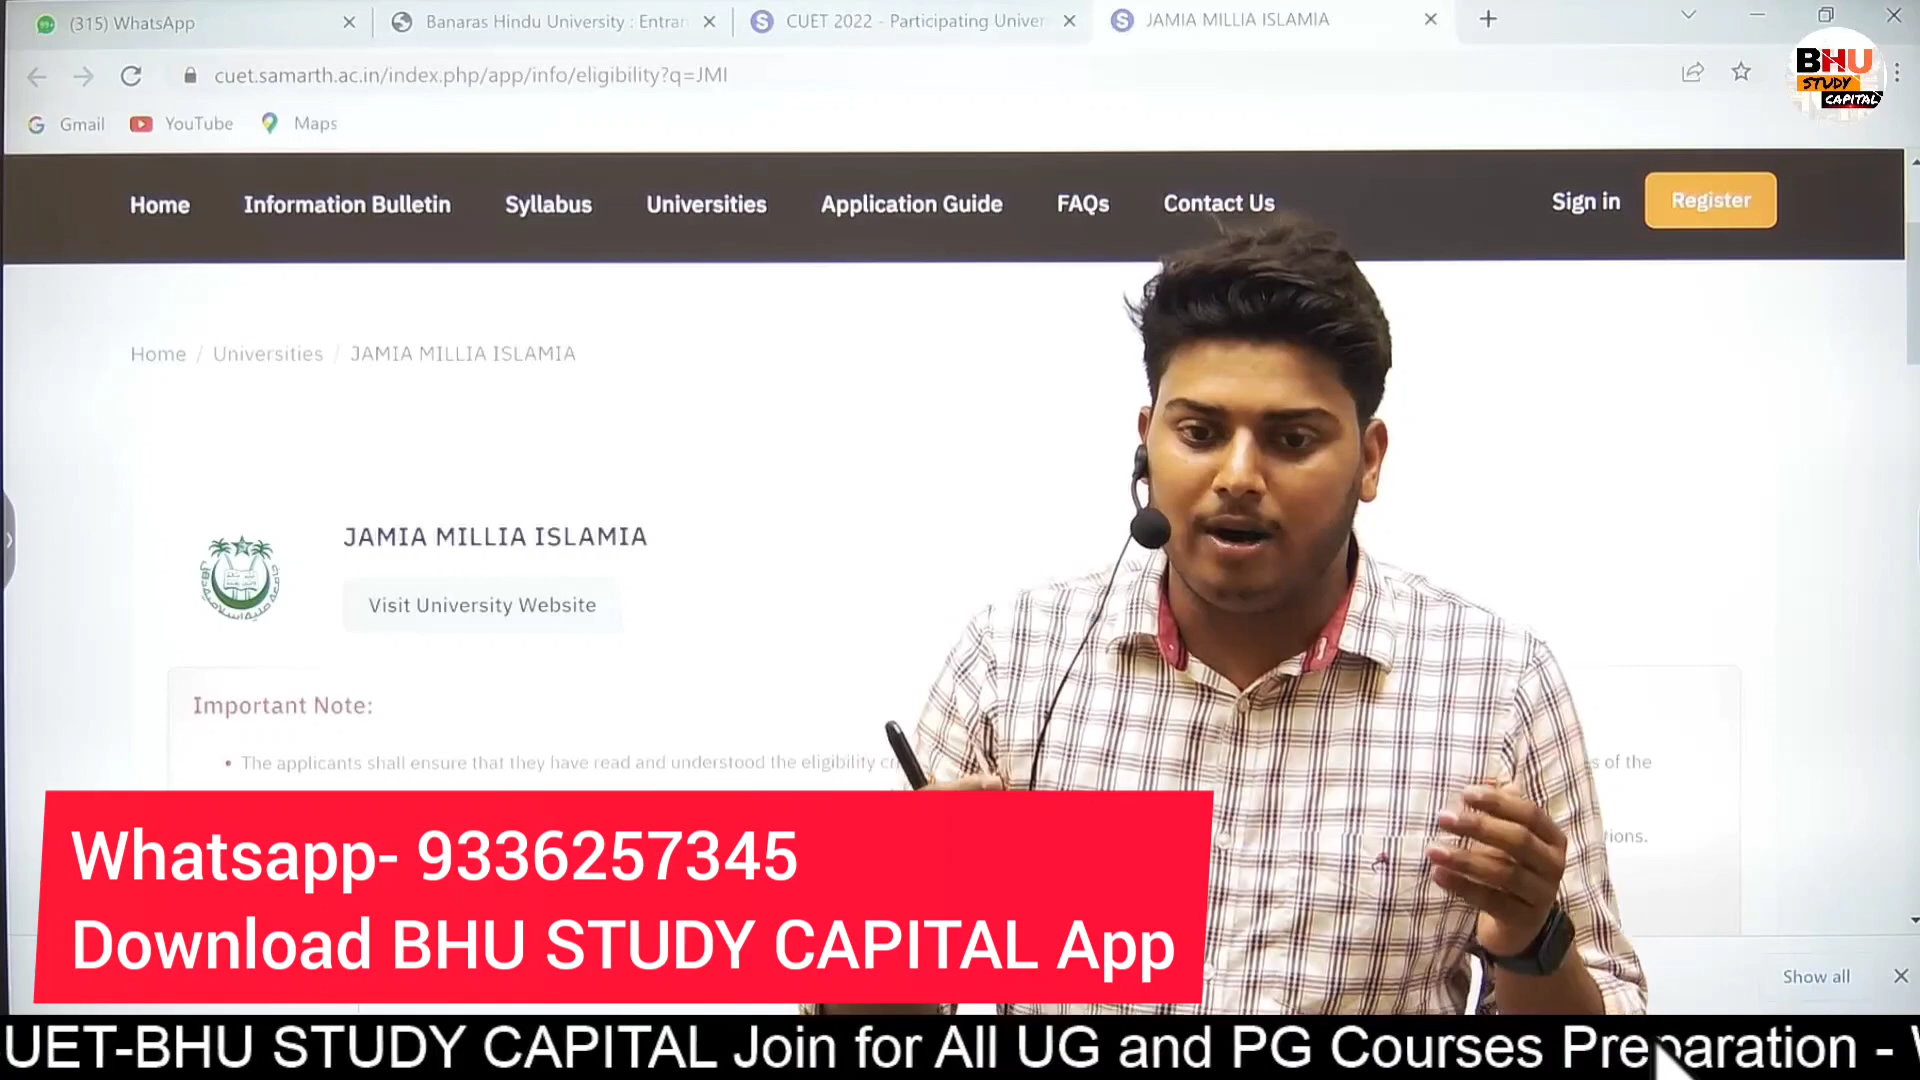 (315) WhatsApp
Banaras Hindu University : Entran
CUET 2022 - Participating Univer
JAMIA MILLIA ISLAMIA
cuet.samarth.ac.in/index.php/app/info/eligibility?q=JMI
BHU
STUDY
CAPITAL
Gmail
YouTube
Maps
Home
Information Bulletin
Syllabus
Universities
Application Guide
FAQs
Contact Us
Sign in
Register
Home / Universities / JAMIA MILLIA ISLAMIA
JAMIA MILLIA ISLAMIA
Visit University Website
Important Note:
• The applicants shall ensure that they have read and understood the eligibility
of the
Whatsapp- 9336257345
Download BHU STUDY CAPITAL App
Show all
UET-BHU STUDY CAPITAL Join for All UG and PG Courses Preparation -